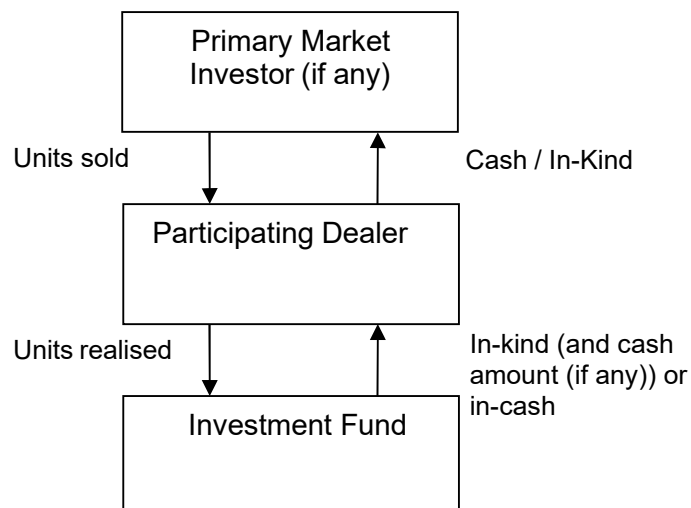 Primary Market
Investor (if any)
Units sold
Cash / In-Kind
Participating Dealer
Units realised
In-kind (and cash
amount (if any)) or
in-cash
Investment Fund